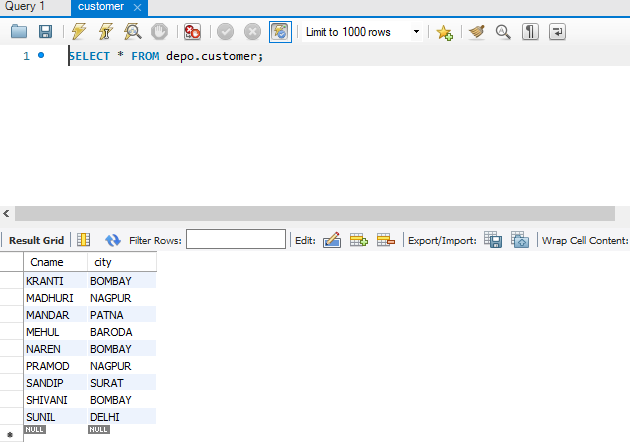 Query 1 customer
Limit to 1000 rows
1 SELECT * FROM depo.customer;
Result Grid Filter Rows: Edit: Export/Import: Wrap Cell Content:
Cname city
KRANTI BOMBAY
MADHURI NAGPUR
MANDAR PATNA
MEHUL BARODA
NAREN BOMBAY
PRAMOD NAGPUR
SANDIP SURAT
SHIVANI BOMBAY
SUNIL DELHI
NULL NULL